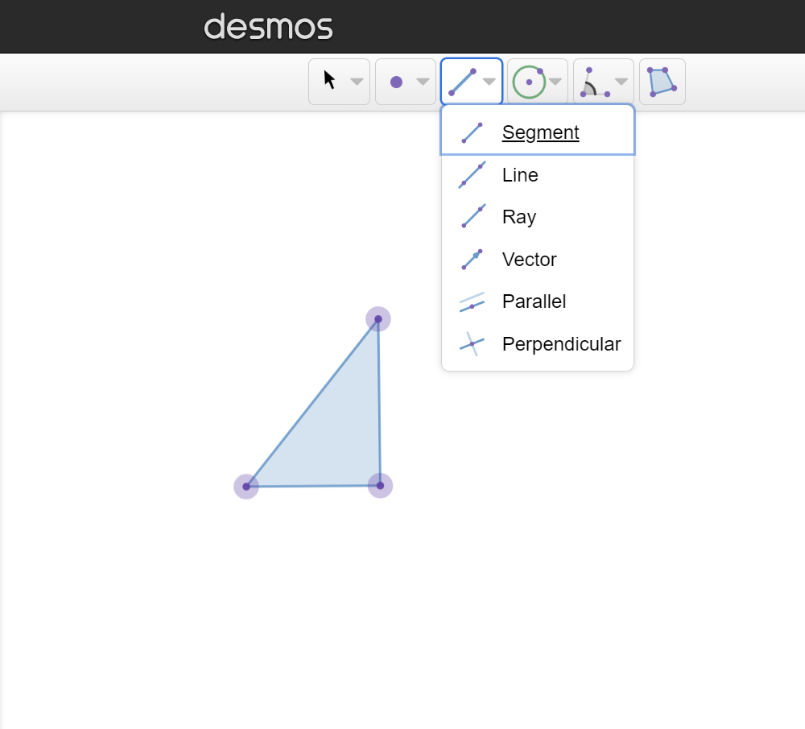 desmos
Segment
Line
Ray
Vector
Parallel
Perpendicular